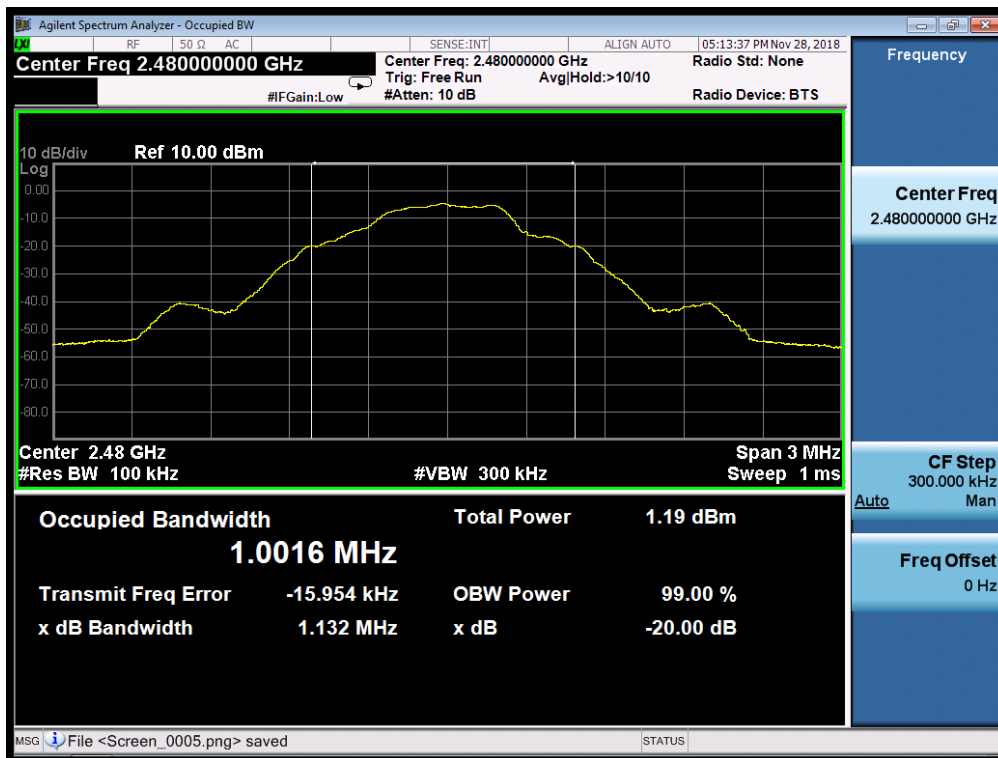 Agilent Spectrum Analyzer - Occupied BW
LXI RF 50 Ω AC SENSE:INT ALIGN AUTO 05:13:37 PM Nov 28, 2018
Center Freq 2.480000000 GHz
Center Freq: 2.480000000 GHz Radio Std: None
Trig: Free Run Avg|Hold:>10/10
#IFGain:Low #Atten: 10 dB Radio Device: BTS
10 dB/div Ref 10.00 dBm
Log
0.00
-10.0
-20.0
-30.0
-40.0
-50.0
-60.0
-70.0
-80.0
Center 2.48 GHz Span 3 MHz
#Res BW 100 kHz #VBW 300 kHz Sweep 1 ms
Occupied Bandwidth Total Power 1.19 dBm
1.0016 MHz
Transmit Freq Error -15.954 kHz OBW Power 99.00 %
x dB Bandwidth 1.132 MHz x dB -20.00 dB
MSG File <Screen_0005.png> saved STATUS
Frequency
Center Freq
2.480000000 GHz
CF Step
300.000 kHz
Auto Man
Freq Offset
0 Hz